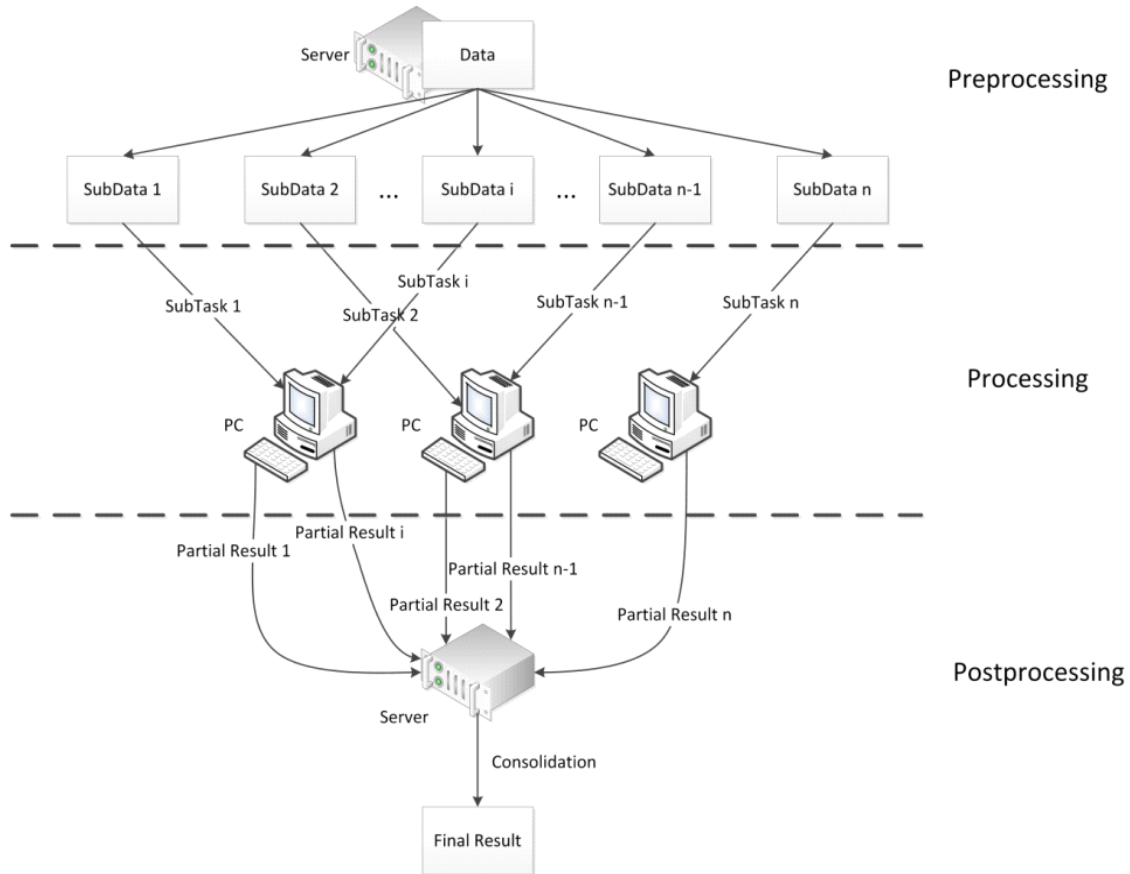 Server
Data
Preprocessing
SubData 1
SubData 2
...
SubData i
...
SubData n-1
SubData n
SubTask 1
SubTask 2
SubTask i
SubTask n-1
SubTask n
PC
PC
PC
Processing
Partial Result 1
Partial Result i
Partial Result 2
Partial Result n-1
Partial Result n
Server
Postprocessing
Consolidation
Final Result